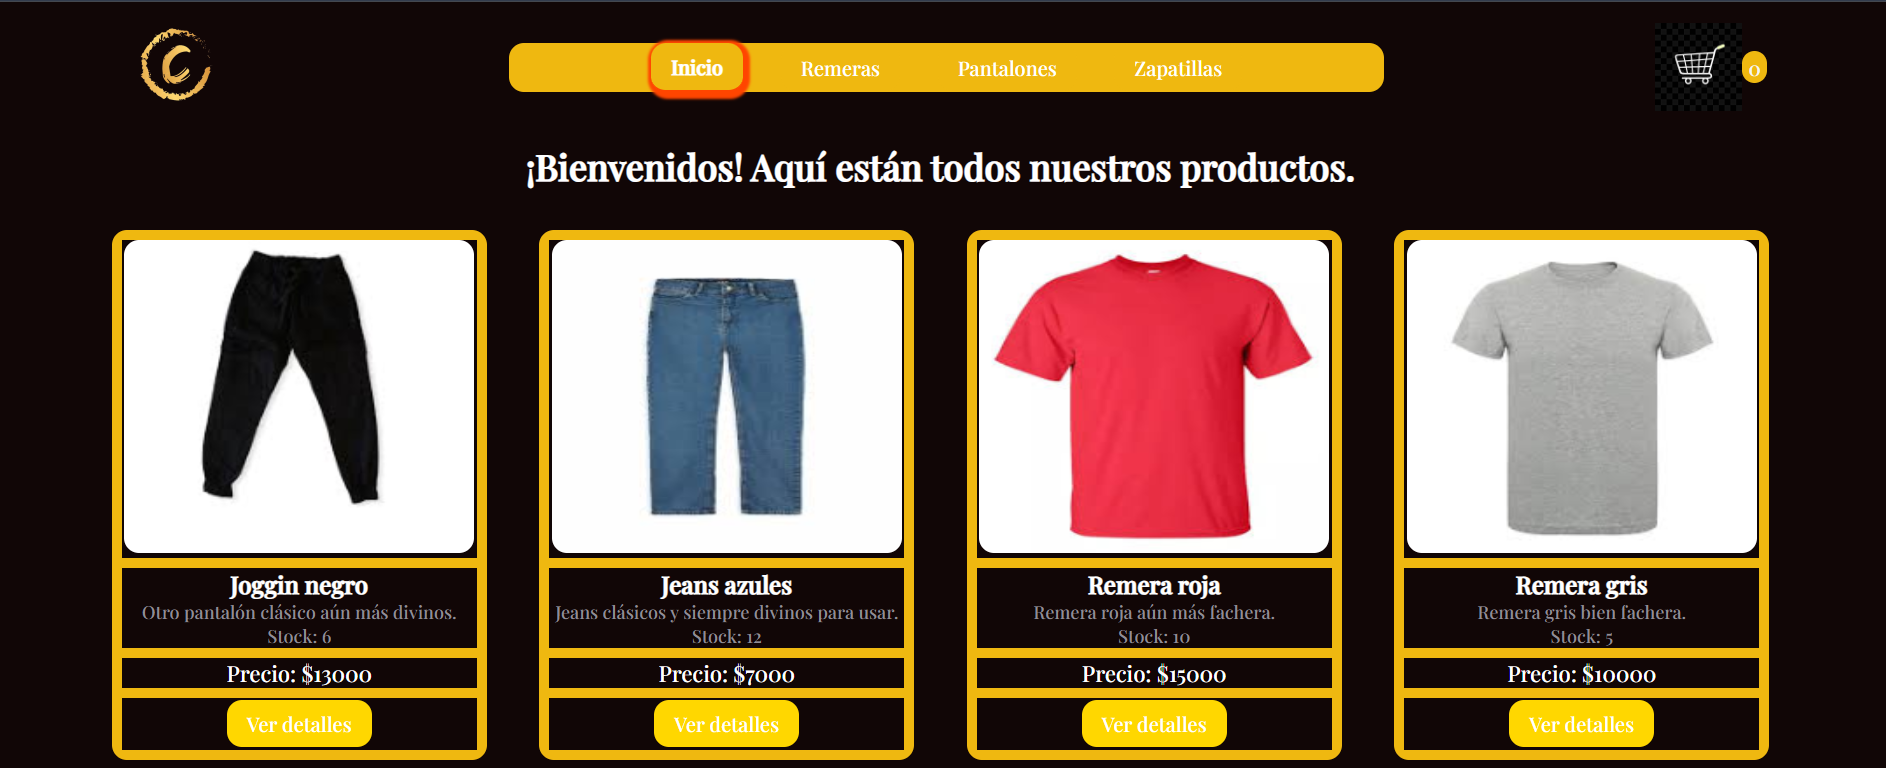 C
Inicio Remeras Pantalones Zapatillas
0
¡Bienvenidos! Aquí están todos nuestros productos.
Joggin negro
Otro pantalón clásico aún más divinos.
Stock: 6
Precio: $13000
Ver detalles
Jeans azules
Jeans clásicos y siempre divinos para usar.
Stock: 12
Precio: $7000
Ver detalles
Remera roja
Remera roja aún más fachera.
Stock: 10
Precio: $15000
Ver detalles
Remera gris
Remera gris bien fachera.
Stock: 5
Precio: $10000
Ver detalles